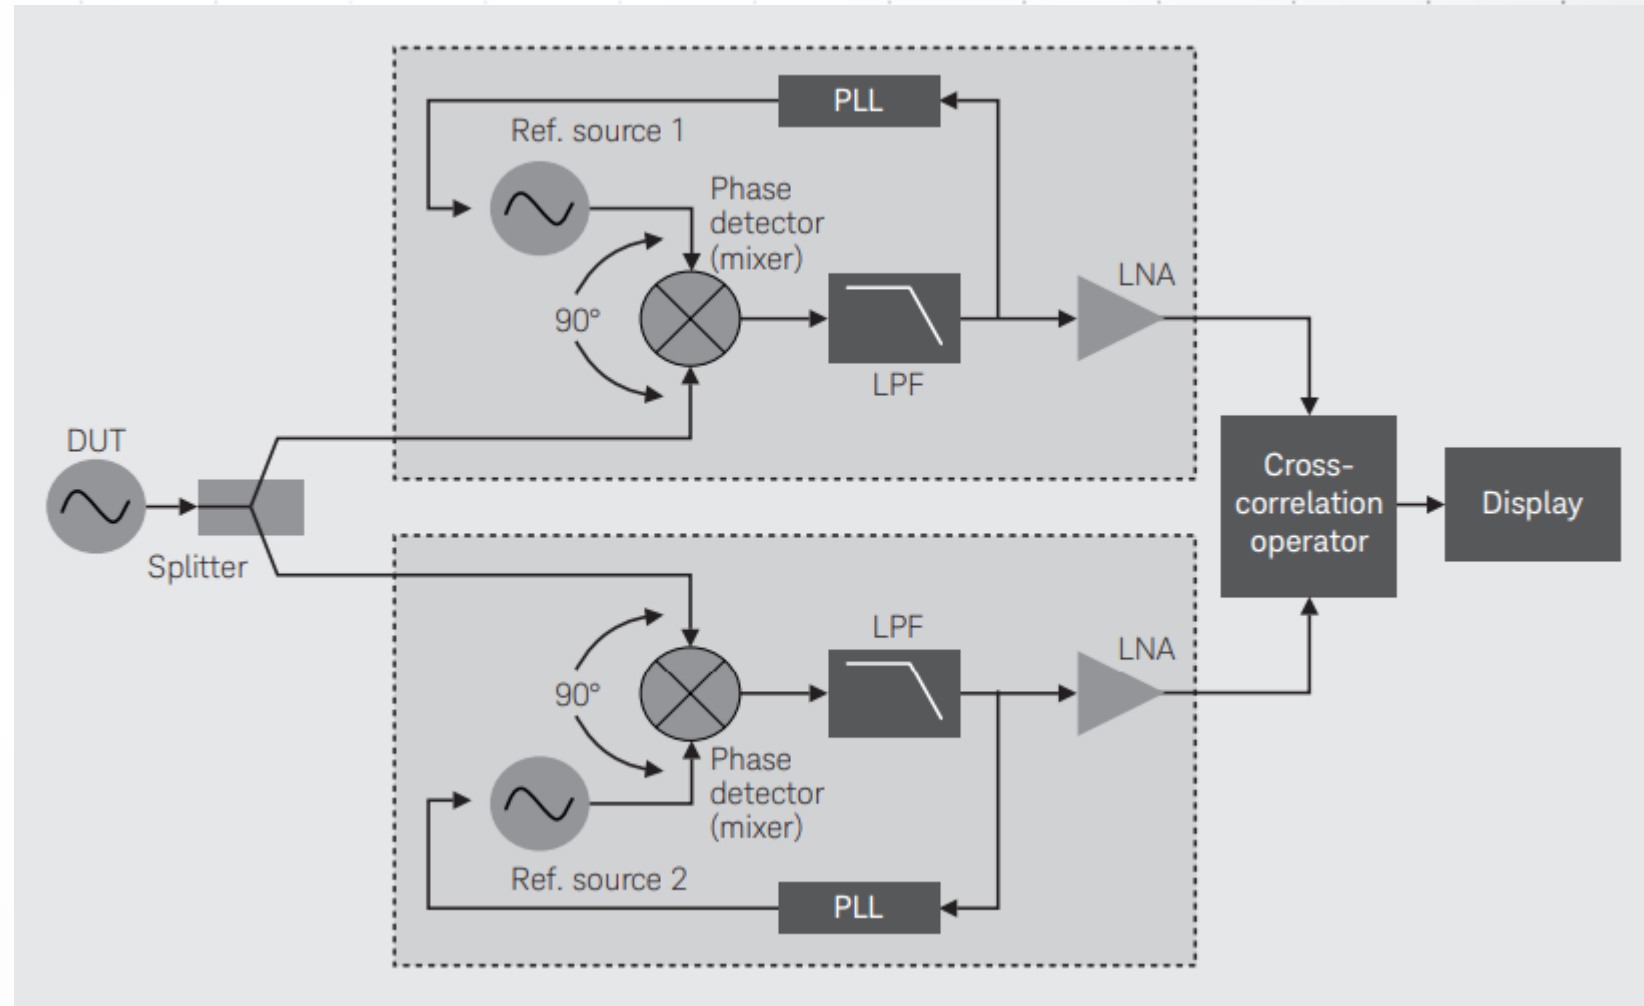 PLL
Ref. source 1
Phase
detector
(mixer)
LNA
90°
LPF
DUT
Splitter
Cross-
correlation
operator
Display
LPF
LNA
90°
Phase
detector
(mixer)
Ref. source 2
PLL